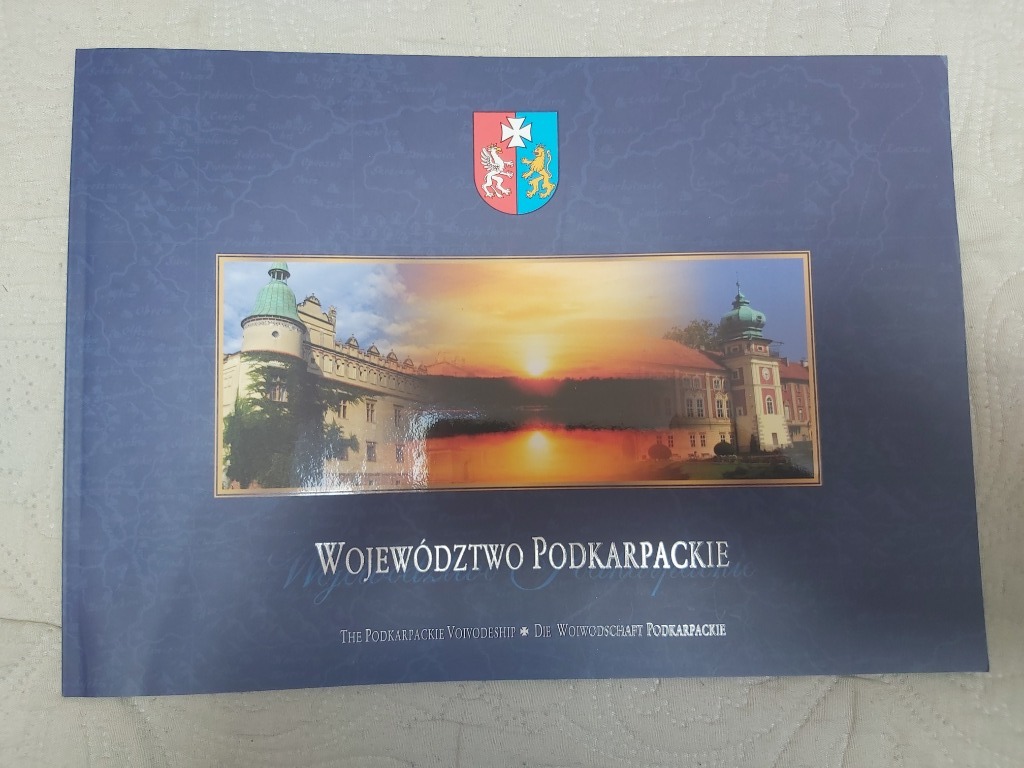 WOJEWÓDZTWO PODKARPACKIE
THE PODKARPACKIE VOIVODESHIP ✠ DIE WOIWODSCHAFT PODKARPACKIE